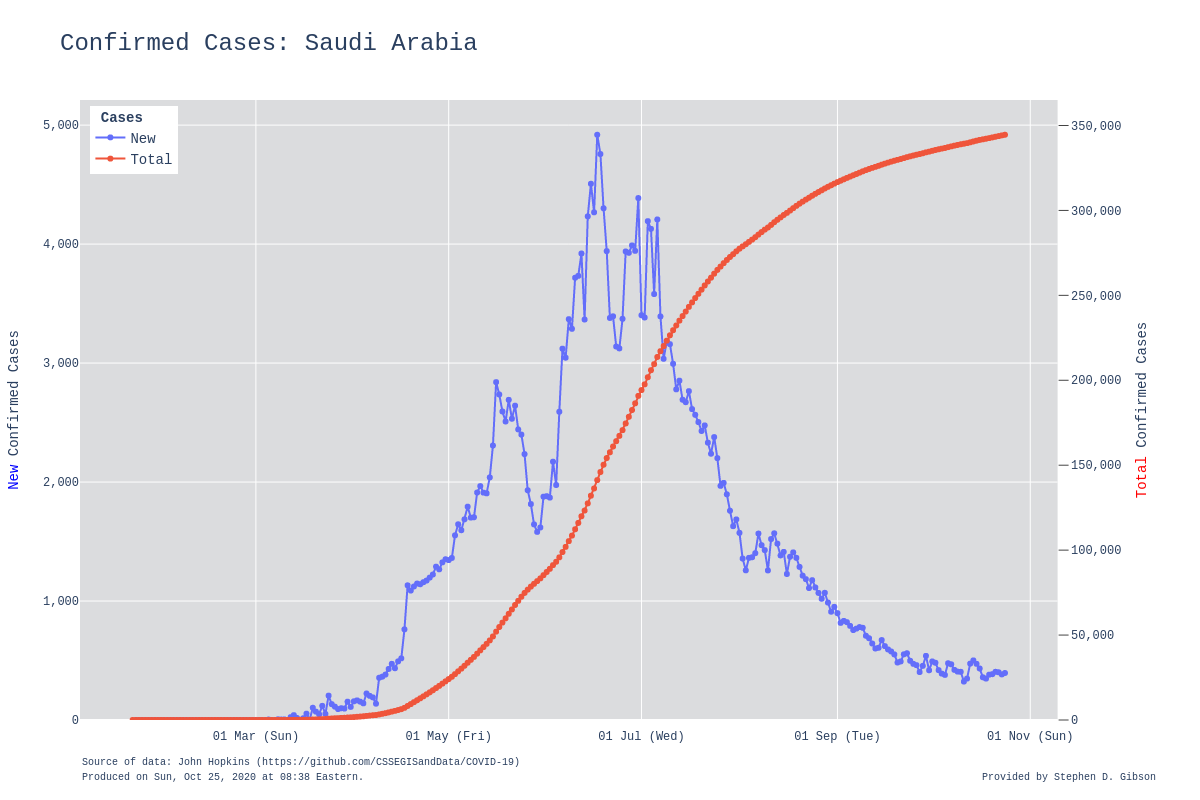 Confirmed Cases: Saudi Arabia
Cases
New
Total
5,000
4,000
3,000
2,000
1,000
0
350,000
300,000
250,000
200,000
150,000
100,000
50,000
0
New Confirmed Cases
Total Confirmed Cases
01 Mar (Sun)
01 May (Fri)
01 Jul (Wed)
01 Sep (Tue)
01 Nov (Sun)
Source of data: John Hopkins (https://github.com/CSSEGISandData/COVID-19)
Produced on Sun, Oct 25, 2020 at 08:38 Eastern.
Provided by Stephen D. Gibson